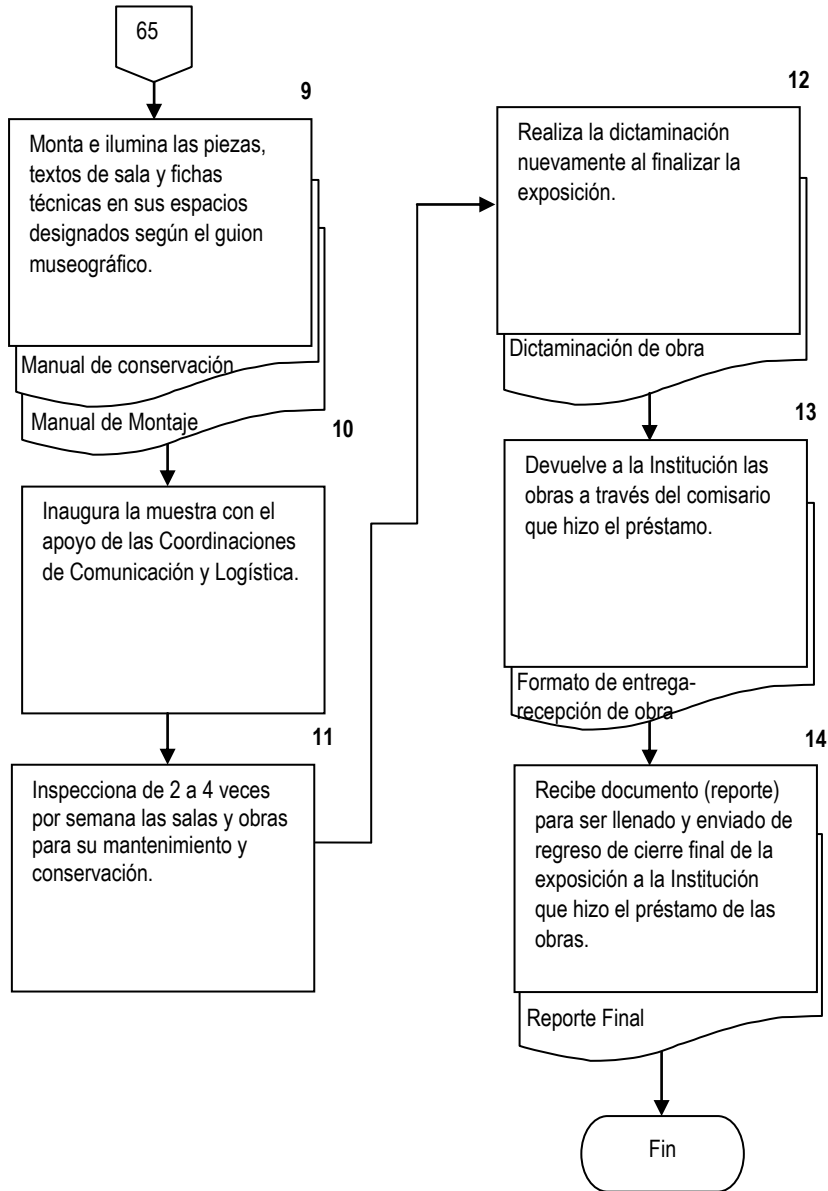 65
9
Monta e ilumina las piezas,
textos de sala y fichas
técnicas en sus espacios
designados según el guion
museográfico.
Manual de conservación
Manual de Montaje
10
Inaugura la muestra con el
apoyo de las Coordinaciones
de Comunicación y Logística.
11
Inspecciona de 2 a 4 veces
por semana las salas y obras
para su mantenimiento y
conservación.
12
Realiza la dictaminación
nuevamente al finalizar la
exposición.
Dictaminación de obra
13
Devuelve a la Institución las
obras a través del comisario
que hizo el préstamo.
Formato de entrega-
recepción de obra
14
Recibe documento (reporte)
para ser llenado y enviado de
regreso de cierre final de la
exposición a la Institución
que hizo el préstamo de las
obras.
Reporte Final
Fin